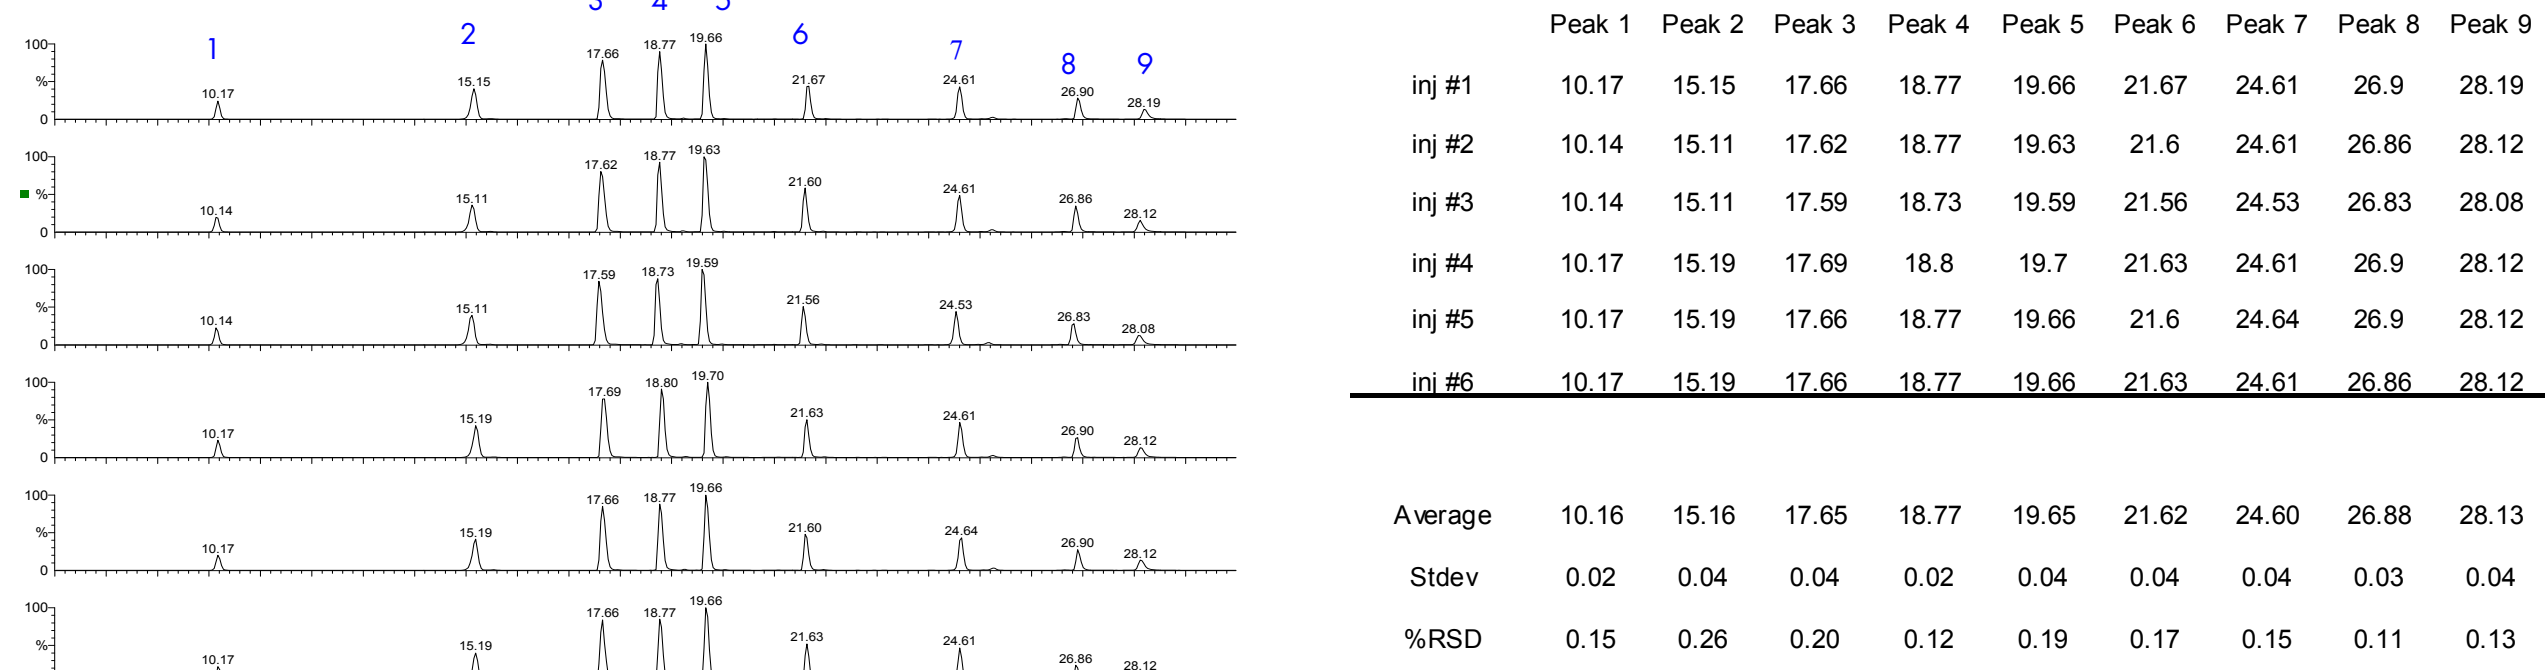 3 4 5
1 2 6 7 8 9
100
%
0
10.17 15.15 17.66 18.77 19.66 21.67 24.61 26.90 28.19
100
%
0
10.14 15.11 17.62 18.77 19.63 21.60 24.61 26.86 28.12
100
%
0
10.14 15.11 17.59 18.73 19.59 21.56 24.53 26.83 28.08
100
%
0
10.17 15.19 17.69 18.80 19.70 21.63 24.61 26.90 28.12
100
%
0
10.17 15.19 17.66 18.77 19.66 21.60 24.64 26.90 28.12
100
%
10.17 15.19 17.66 18.77 19.66 21.63 24.61 26.86 28.12
Peak 1 Peak 2 Peak 3 Peak 4 Peak 5 Peak 6 Peak 7 Peak 8 Peak 9
inj #1 10.17 15.15 17.66 18.77 19.66 21.67 24.61 26.9 28.19
inj #2 10.14 15.11 17.62 18.77 19.63 21.6 24.61 26.86 28.12
inj #3 10.14 15.11 17.59 18.73 19.59 21.56 24.53 26.83 28.08
inj #4 10.17 15.19 17.69 18.8 19.7 21.63 24.61 26.9 28.12
inj #5 10.17 15.19 17.66 18.77 19.66 21.6 24.64 26.9 28.12
inj #6 10.17 15.19 17.66 18.77 19.66 21.63 24.61 26.86 28.12
Average 10.16 15.16 17.65 18.77 19.65 21.62 24.60 26.88 28.13
Stdev 0.02 0.04 0.04 0.02 0.04 0.04 0.04 0.03 0.04
%RSD 0.15 0.26 0.20 0.12 0.19 0.17 0.15 0.11 0.13